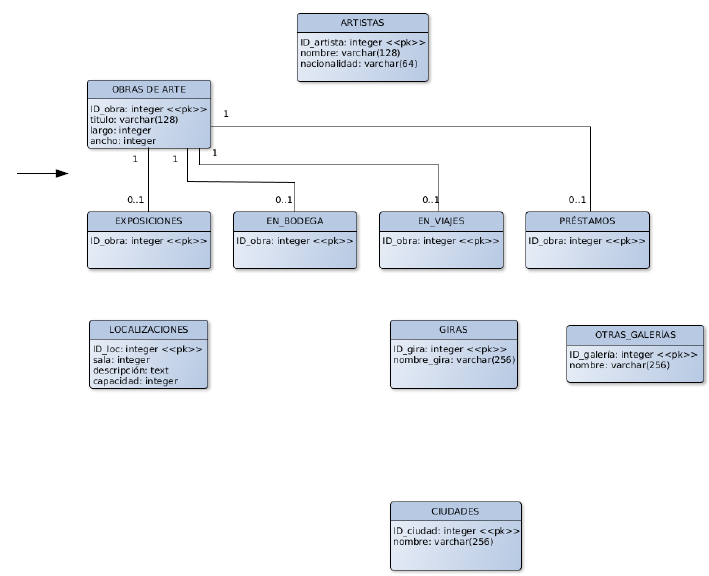 ARTISTAS
ID_artista: integer <<pk>>
nombre: varchar(128)
nacionalidad: varchar(64)
OBRAS DE ARTE
ID_obra: integer <<pk>>
titulo: varchar(128)
largo: integer
ancho: integer
1
1
1
1
0..1
0..1
0..1
0..1
EXPOSICIONES
ID_obra: integer <<pk>>
EN_BODEGA
ID_obra: integer <<pk>>
EN_VIAJES
ID_obra: integer <<pk>>
PRÉSTAMOS
ID_obra: integer <<pk>>
LOCALIZACIONES
ID_loc: integer <<pk>>
sala: integer
descripción: text
capacidad: integer
GIRAS
ID_gira: integer <<pk>>
nombre_gira: varchar(256)
OTRAS_GALERÍAS
ID_galería: integer <<pk>>
nombre: varchar(256)
CIUDADES
ID_ciudad: integer <<pk>>
nombre: varchar(256)